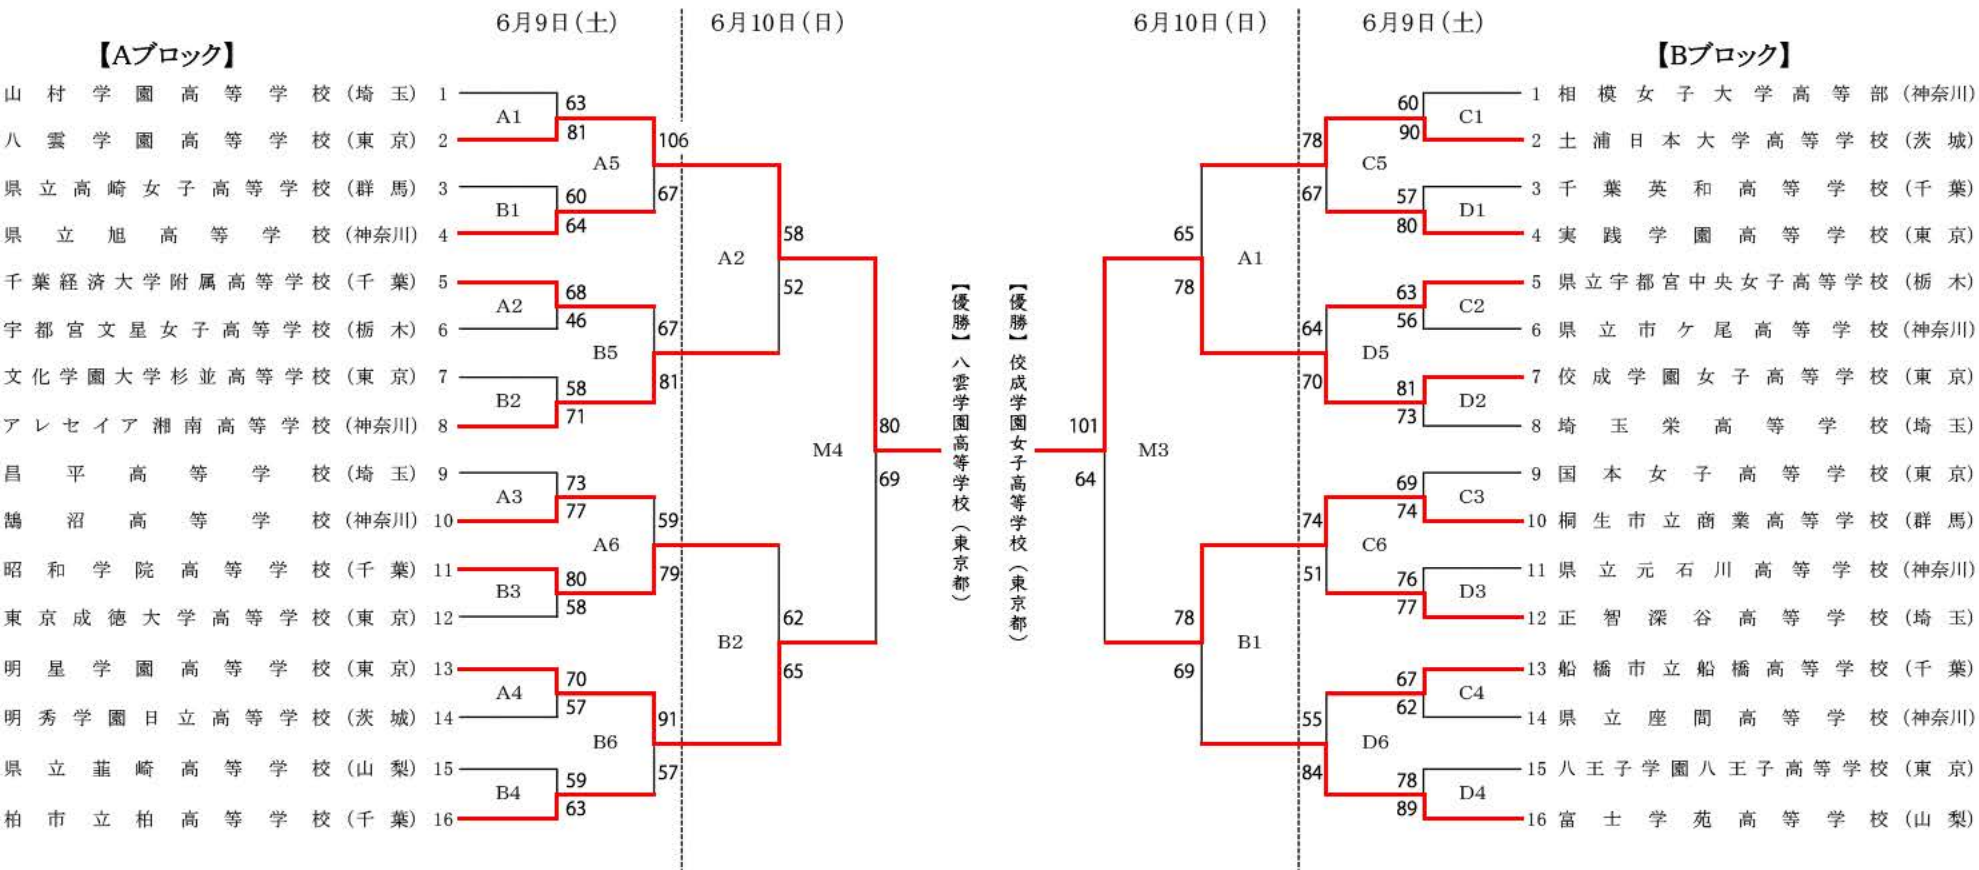 6月9日(土) 6月10日(日) 6月10日(日) 6月9日(土)
【Aブロック】
山村学園高等学校(埼玉) 1
八雲学園高等学校(東京) 2
県立高崎女子高等学校(群馬) 3
県立旭高等学校(神奈川) 4
千葉経済大学附属高等学校(千葉) 5
宇都宮文星女子高等学校(栃木) 6
文化学園大学杉並高等学校(東京) 7
アレセイア湘南高等学校(神奈川) 8
昌平高等学校(埼玉) 9
鵠沼高等学校(神奈川) 10
昭和学院高等学校(千葉) 11
東京成徳大学高等学校(東京) 12
明星学園高等学校(東京) 13
明秀学園日立高等学校(茨城) 14
県立韮崎高等学校(山梨) 15
柏市立柏高等学校(千葉) 16
A1 63 81
B1 60 64
A2 68 46
B2 58 71
A3 73 77
B3 80 58
A4 70 57
B4 59 63
A5 106 67
B5 67 81
A6 59 79
B6 91 57
A2 58 52
B2 62 65
M4 80 69
【優勝】八雲学園高等学校(東京都)
【優勝】佼成学園女子高等学校(東京都)
M3 101 64
A1 65 78
B1 78 69
C5 78 67
D5 64 70
C6 74 51
D6 55 84
C1 60 90
D1 57 80
C2 63 56
D2 81 73
C3 69 74
D3 76 77
C4 67 62
D4 78 89
【Bブロック】
1 相模女子大学高等部(神奈川)
2 土浦日本大学高等学校(茨城)
3 千葉英和高等学校(千葉)
4 実践学園高等学校(東京)
5 県立宇都宮中央女子高等学校(栃木)
6 県立市ケ尾高等学校(神奈川)
7 佼成学園女子高等学校(東京)
8 埼玉栄高等学校(埼玉)
9 国本女子高等学校(東京)
10 桐生市立商業高等学校(群馬)
11 県立元石川高等学校(神奈川)
12 正智深谷高等学校(埼玉)
13 船橋市立船橋高等学校(千葉)
14 県立座間高等学校(神奈川)
15 八王子学園八王子高等学校(東京)
16 富士学苑高等学校(山梨)